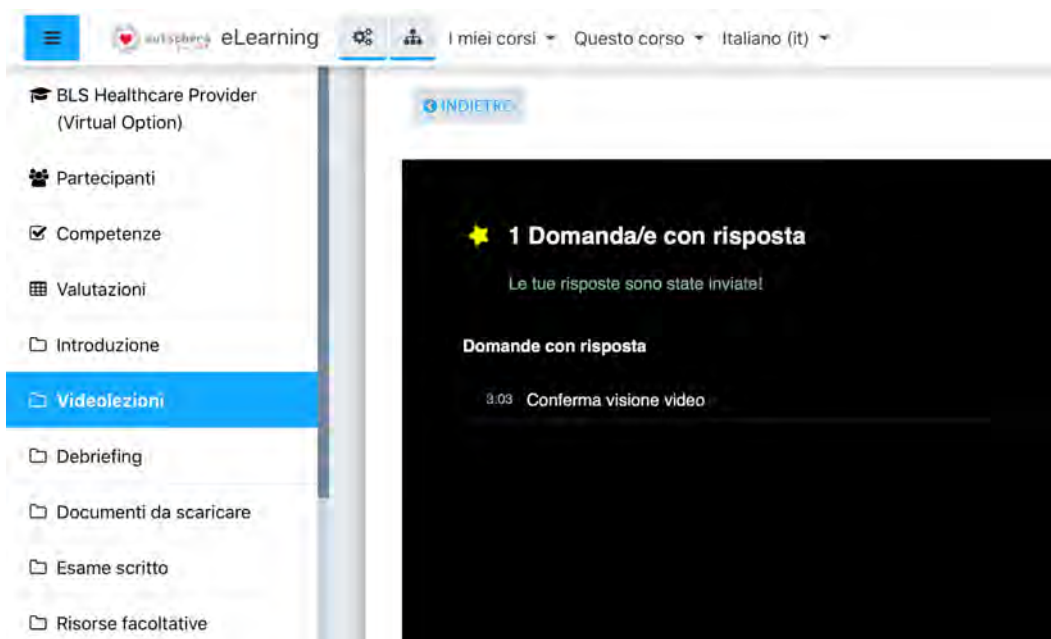 eLearning
I miei corsi
Questo corso
Italiano (it)
BLS Healthcare Provider
(Virtual Option)
Partecipanti
Competenze
Valutazioni
Introduzione
Videolezioni
Debriefing
Documenti da scaricare
Esame scritto
Risorse facoltative
INDIETRO
1 Domanda/e con risposta
Le tue risposte sono state inviate!
Domande con risposta
3:03 Conferma visione video